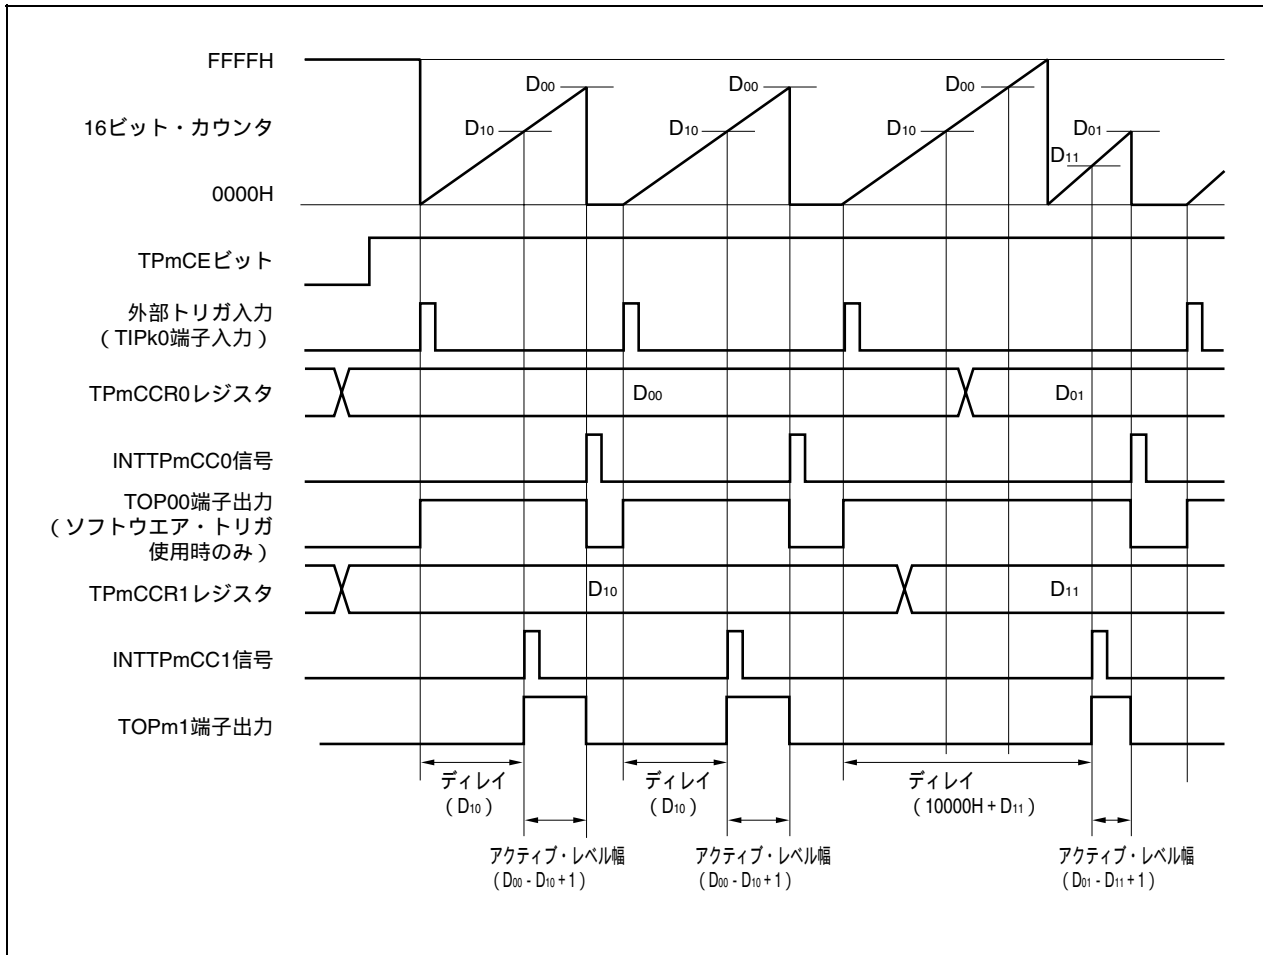 FFFFH
D00
D00
D00
16ビット・カウンタ
D10
D10
D10
D01
D11
0000H
TPmCEビット
外部トリガ入力
（TIPk0端子入力）
TPmCCR0レジスタ
D00
D01
INTTPmCC0信号
TOP00端子出力
（ソフトウエア・トリガ
使用時のみ）
TPmCCR1レジスタ
D10
D11
INTTPmCC1信号
TOPm1端子出力
ディレイ
（D10）
ディレイ
（D10）
ディレイ
（10000H + D11）
アクティブ・レベル幅
（D00 - D10 + 1）
アクティブ・レベル幅
（D00 - D10 + 1）
アクティブ・レベル幅
（D01 - D11 + 1）